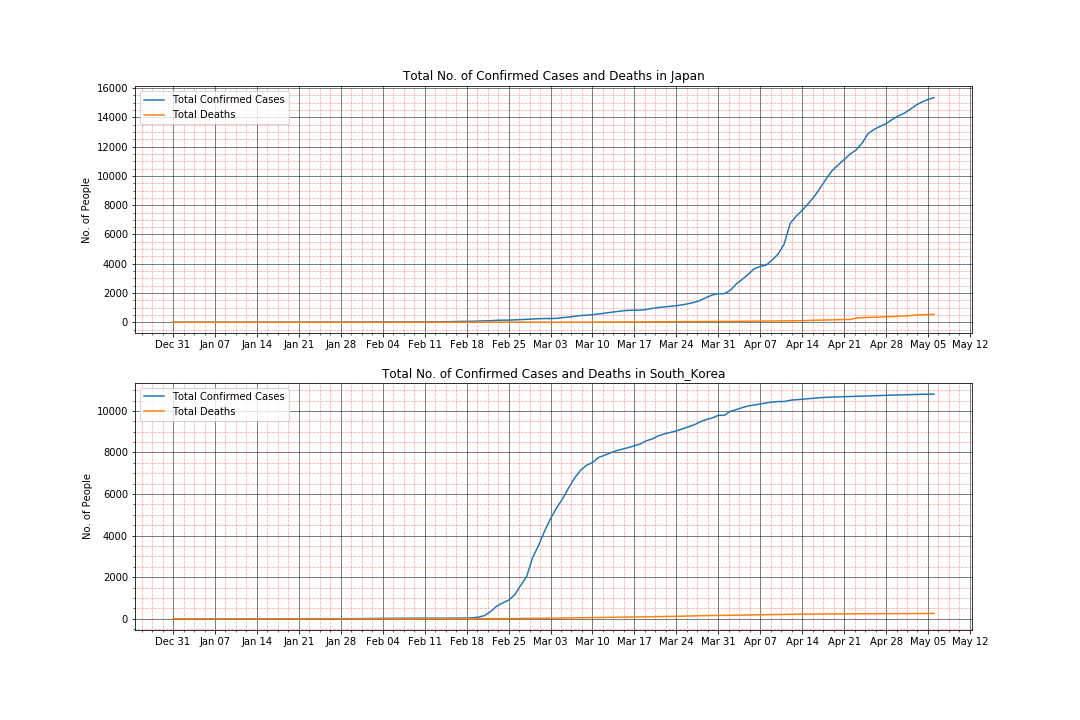 Total No. of Confirmed Cases and Deaths in Japan
16000
14000
12000
10000
8000
6000
4000
2000
0
No. of People
Total Confirmed Cases
Total Deaths
Dec 31 Jan 07 Jan 14 Jan 21 Jan 28 Feb 04 Feb 11 Feb 18 Feb 25 Mar 03 Mar 10 Mar 17 Mar 24 Mar 31 Apr 07 Apr 14 Apr 21 Apr 28 May 05 May 12
Total No. of Confirmed Cases and Deaths in South_Korea
10000
8000
6000
4000
2000
0
No. of People
Total Confirmed Cases
Total Deaths
Dec 31 Jan 07 Jan 14 Jan 21 Jan 28 Feb 04 Feb 11 Feb 18 Feb 25 Mar 03 Mar 10 Mar 17 Mar 24 Mar 31 Apr 07 Apr 14 Apr 21 Apr 28 May 05 May 12